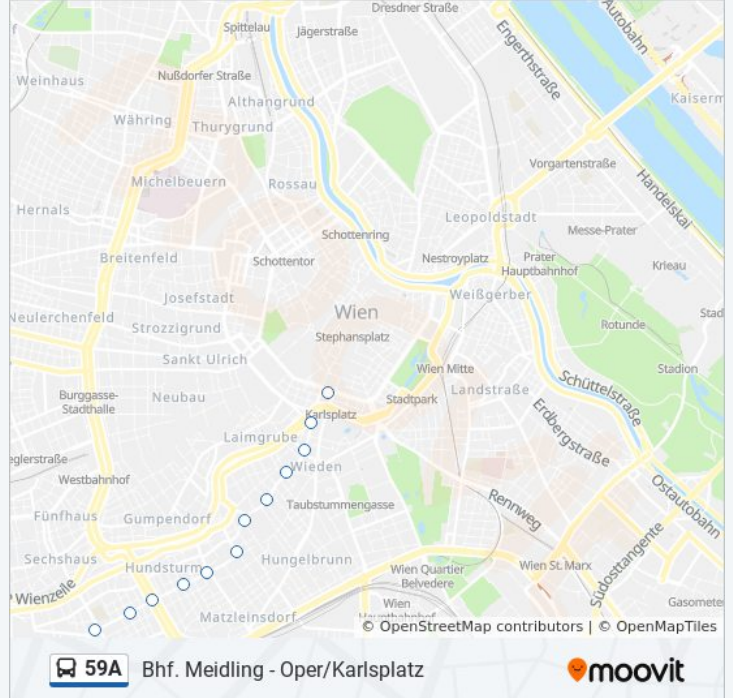 Dresdner Straße
Spittelau
Jägerstraße
Autobahn
Engerthstraße
f
Weinhaus
Nußdorfer Straße
Althangrund
Kaiserm
Währing
Thurygrund
Vorgartenstraße
Michelbeuern
Rossau
Handelskai
Hernals
Leopoldstadt
Schottenring
Messe-Prater
Breitenfeld
Schottentor
Nestroyplatz
Prater
Hauptbahnhof
Krieau
Josefstadt
Weißgerber
Neulerchenfeld
Strozzigrund
Wien
Stad
Rotunde
Stephansplatz
Sankt Ulrich
Wien Mitte
Stadion
Burggasse-
Stadthalle
Neubau
Landstraße
Schüttelstraße
Stadtpark
Karlsplatz
Erdbergstraße
Laimgrube
eglerstraße
Wieden
Westbahnhof
Ostautobahn
Taubstummengasse
Rennweg
Fünfhaus
Gumpendorf
Sechshaus
Hundsturm
Hungelbrunn
Wien Quartier
Belvedere
Wien St. Marx
Südosttangente
Wienzeile
Wien
Hauptbahnhof
Gasomete
Matzleinsdorf
© OpenStreetMap contributors | © OpenMapTiles
59A Bhf. Meidling - Oper/Karlsplatz
moovit